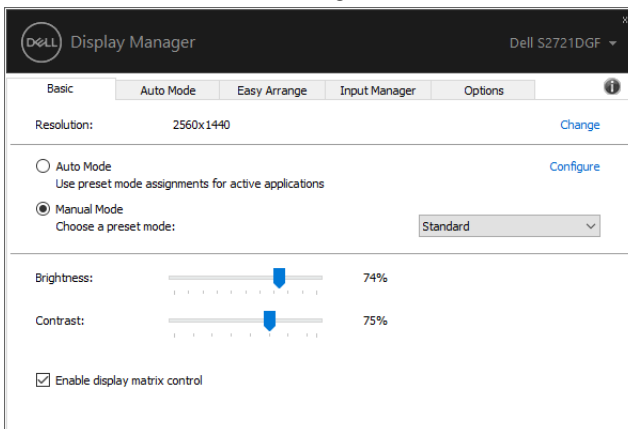 DELL Display Manager Dell S2721DGF
x
Basic Auto Mode Easy Arrange Input Manager Options i
Resolution: 2560x1440 Change
Auto Mode Configure
Use preset mode assignments for active applications
Manual Mode
Choose a preset mode: Standard
Brightness: 74%
Contrast: 75%
Enable display matrix control